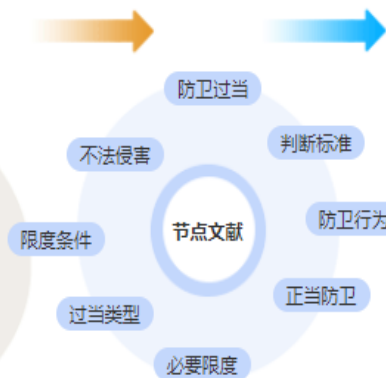 防卫过当
不法侵害
判断标准
限度条件
节点文献
防卫行为
过当类型
正当防卫
必要限度